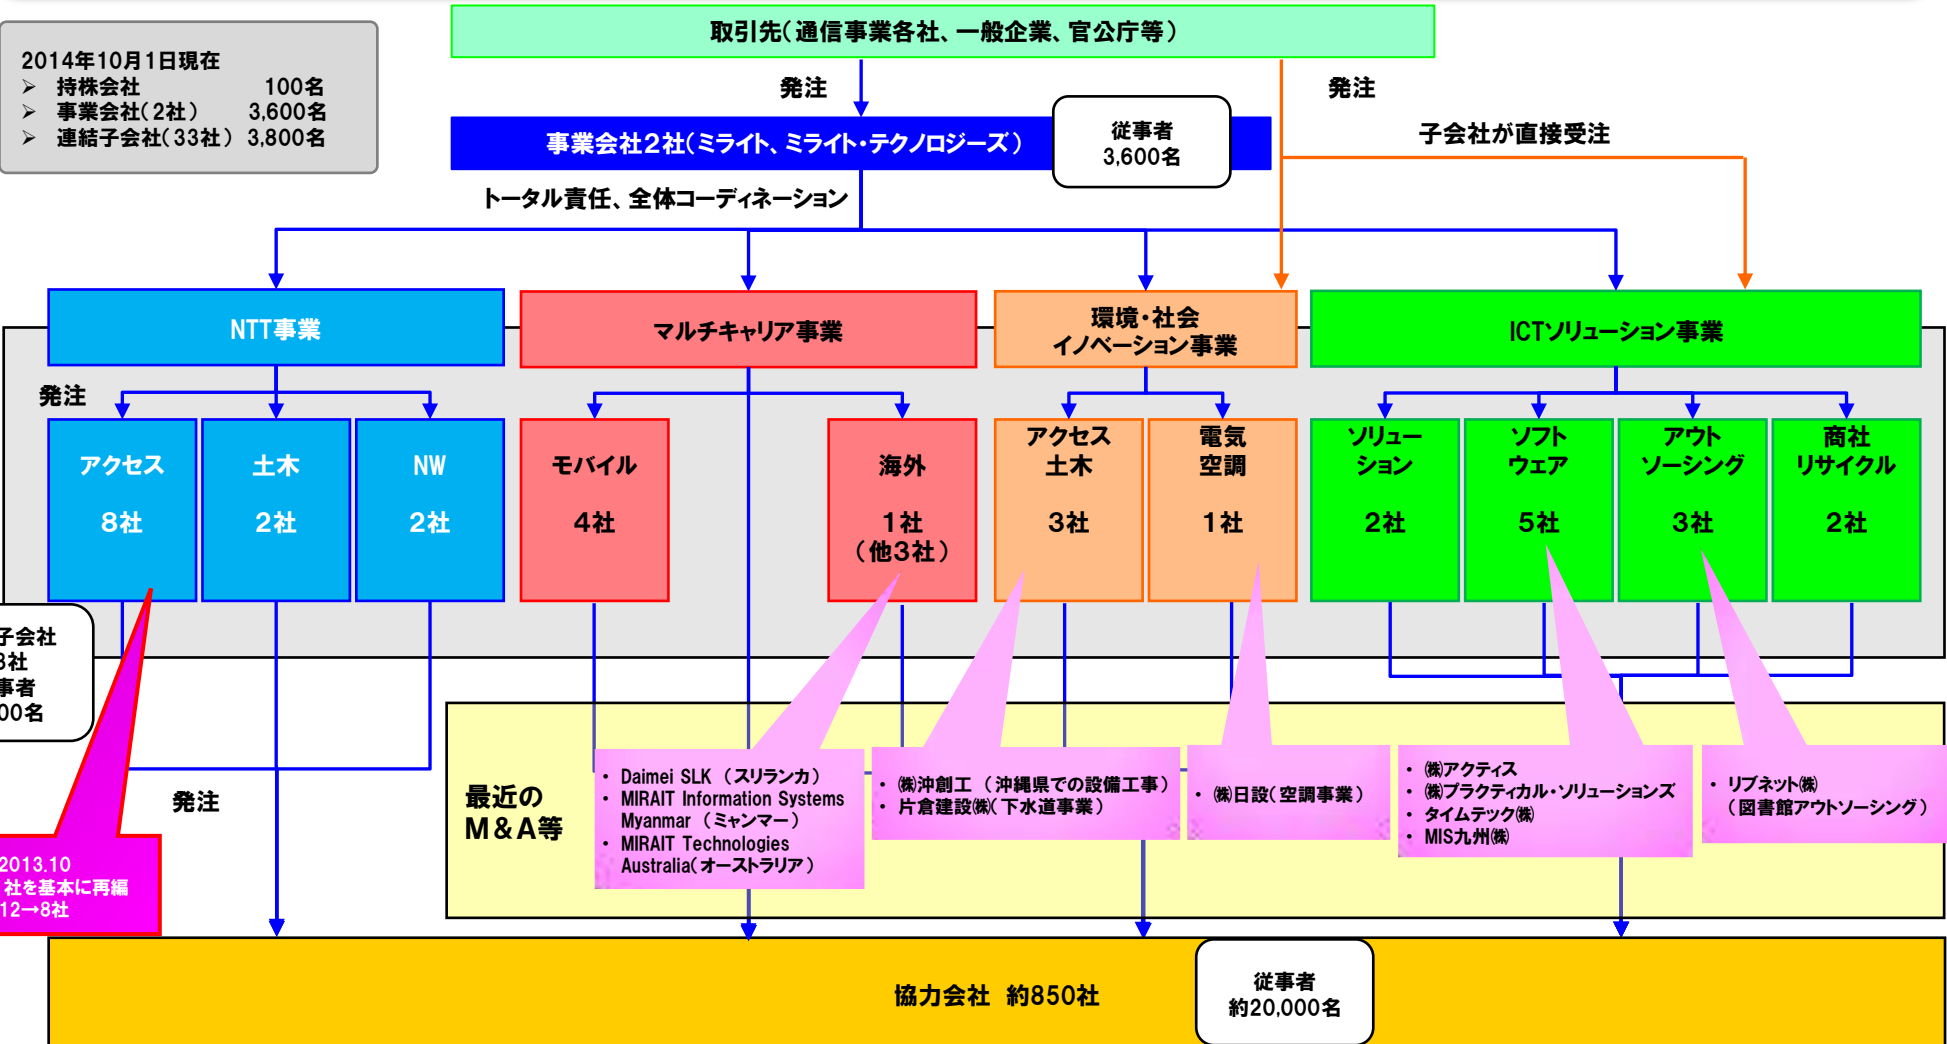 取引先(通信事業各社、一般企業、官公庁等)
2014年10月1日現在
➢ 持株会社 100名
➢ 事業会社(2社) 3,600名
➢ 連結子会社(33社) 3,800名
発注
発注
事業会社2社(ミライト、ミライト・テクノロジーズ)
従事者
3,600名
子会社が直接受注
トータル責任、全体コーディネーション
NTT事業
マルチキャリア事業
環境・社会
イノベーション事業
ICTソリューション事業
発注
アクセス
8社
土木
2社
NW
2社
モバイル
4社
海外
1社
(他3社)
アクセス
土木
3社
電気
空調
1社
ソリュー
ション
2社
ソフト
ウェア
5社
アウト
ソーシング
3社
商社
リサイクル
2社
子会社
社
事者
00名
発注
2013.10
社を基本に再編
12→8社
最近の
M&A等
・ Daimei SLK (スリランカ)
・ MIRAIT Information Systems
Myanmar (ミャンマー)
・ MIRAIT Technologies
Australia(オーストラリア)
・ ㈱沖創工 (沖縄県での設備工事)
・ 片倉建設㈱(下水道事業)
・ ㈱日設(空調事業)
・ ㈱アクティス
・ ㈱プラクティカル・ソリューションズ
・ タイムテック㈱
・ MIS九州㈱
・ リブネット㈱
(図書館アウトソーシング)
協力会社 約850社
従事者
約20,000名